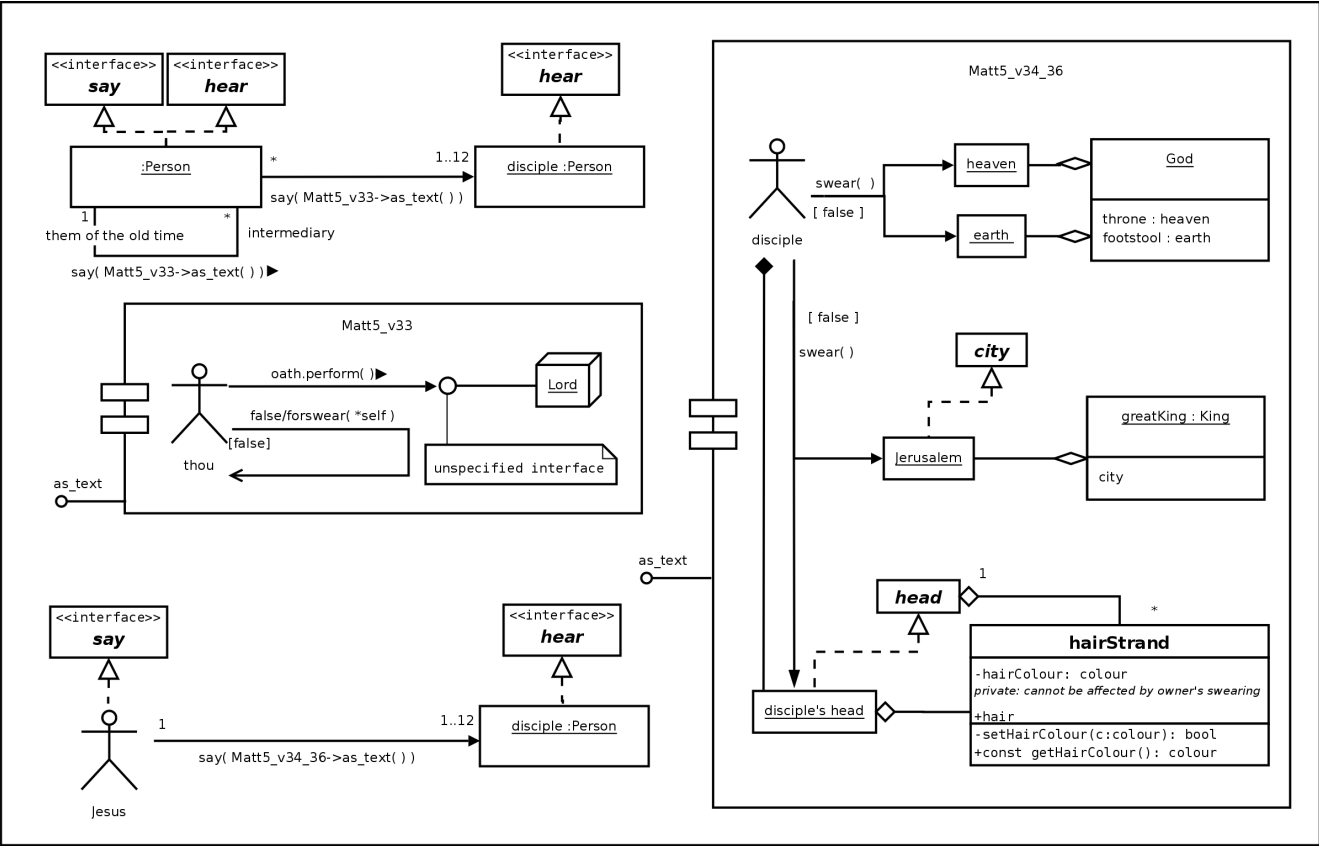 <<interface>>
say
<<interface>>
hear
:Person
*
1..12
say( Matt5_v33->as_text( ) )
<<interface>>
hear
disciple :Person
1
*
them of the old time
intermediary
say( Matt5_v33->as_text( ) )
Matt5_v33
oath.perform( )
Lord
false/forswear( *self )
[false]
thou
unspecified interface
as_text
<<interface>>
say
1
1..12
say( Matt5_v34_36->as_text( ) )
Jesus
<<interface>>
hear
disciple :Person
as_text
Matt5_v34_36
swear( )
[ false ]
disciple
heaven
earth
God
throne : heaven
footstool : earth
[ false ]
swear( )
city
Jerusalem
greatKing : King
city
head
1
*
disciple's head
hairStrand
-hairColour: colour
private: cannot be affected by owner's swearing
+hair
-setHairColour(c:colour): bool
+const getHairColour(): colour